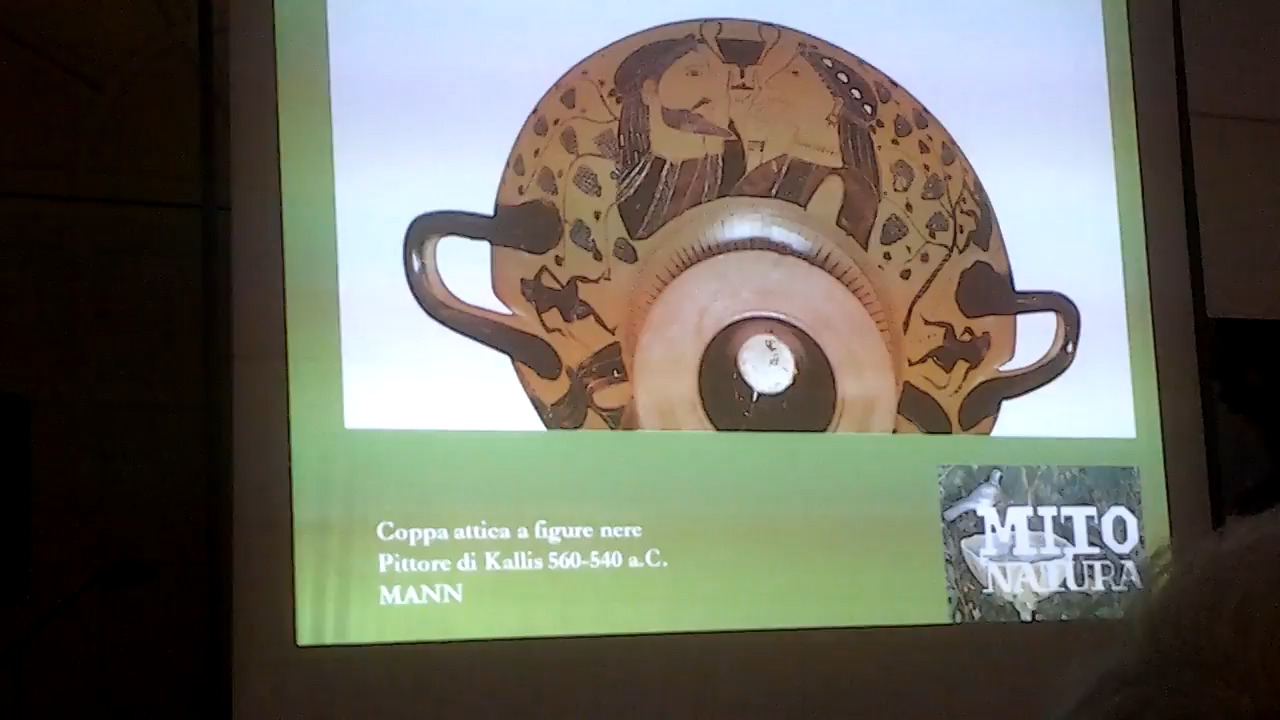 Coppa attica a figure nere
Pittore di Kallis 560-540 a.C.
MANN
MITO
NATURA